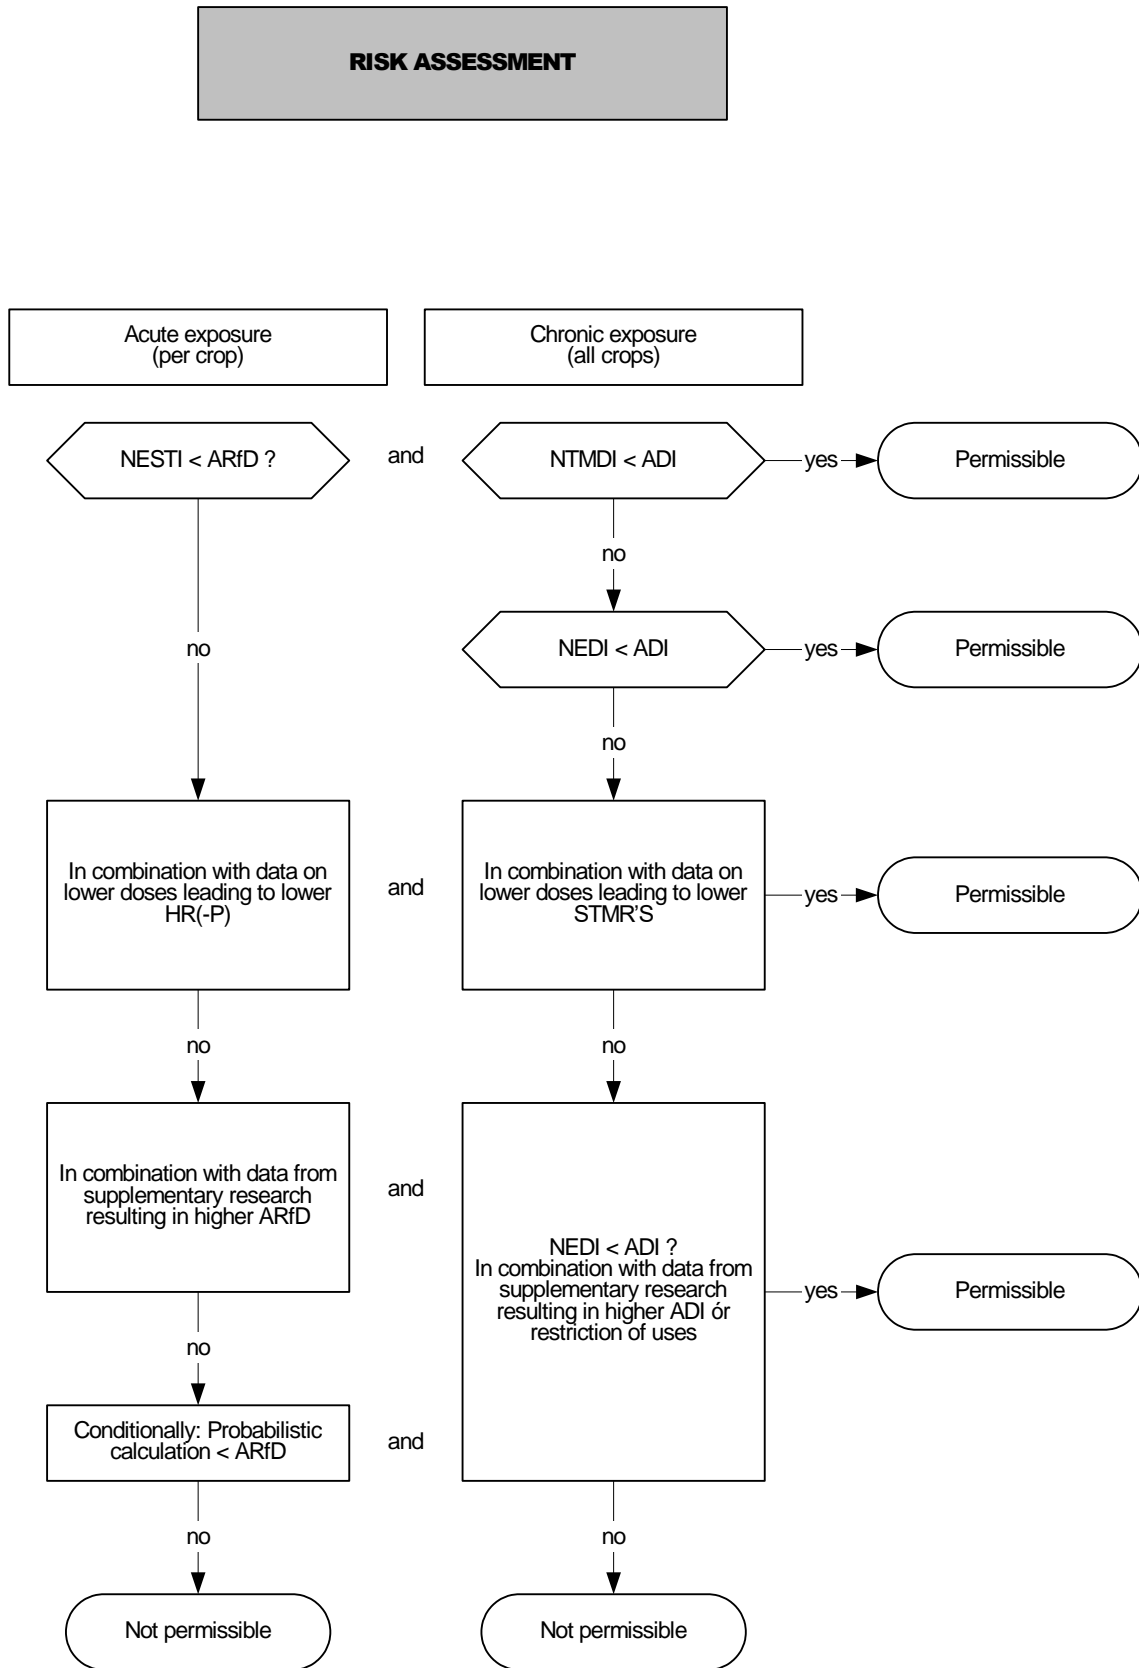 RISK ASSESSMENT
Acute exposure
(per crop)
Chronic exposure
(all crops)
NESTI < ARfD ?
and
NTMDI < ADI
yes
Permissible
no
no
NEDI < ADI
yes
Permissible
no
In combination with data on
lower doses leading to lower
HR(-P)
and
In combination with data on
lower doses leading to lower
STMR'S
yes
Permissible
no
no
In combination with data from
supplementary research
resulting in higher ARfD
and
NEDI < ADI ?
In combination with data from
supplementary research
resulting in higher ADI ór
restriction of uses
yes
Permissible
no
Conditionally: Probabilistic
calculation < ARfD
and
no
no
Not permissible
Not permissible